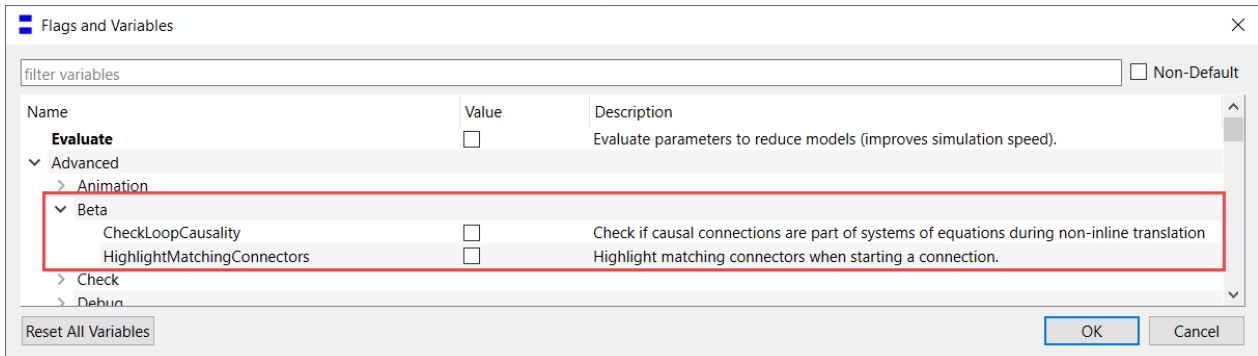 Flags and Variables
filter variables
Non-Default
Name Value Description
Evaluate Evaluate parameters to reduce models (improves simulation speed).
Advanced
Animation
Beta
CheckLoopCausality Check if causal connections are part of systems of equations during non-inline translation
HighlightMatchingConnectors Highlight matching connectors when starting a connection.
Check
Debug
Reset All Variables OK Cancel